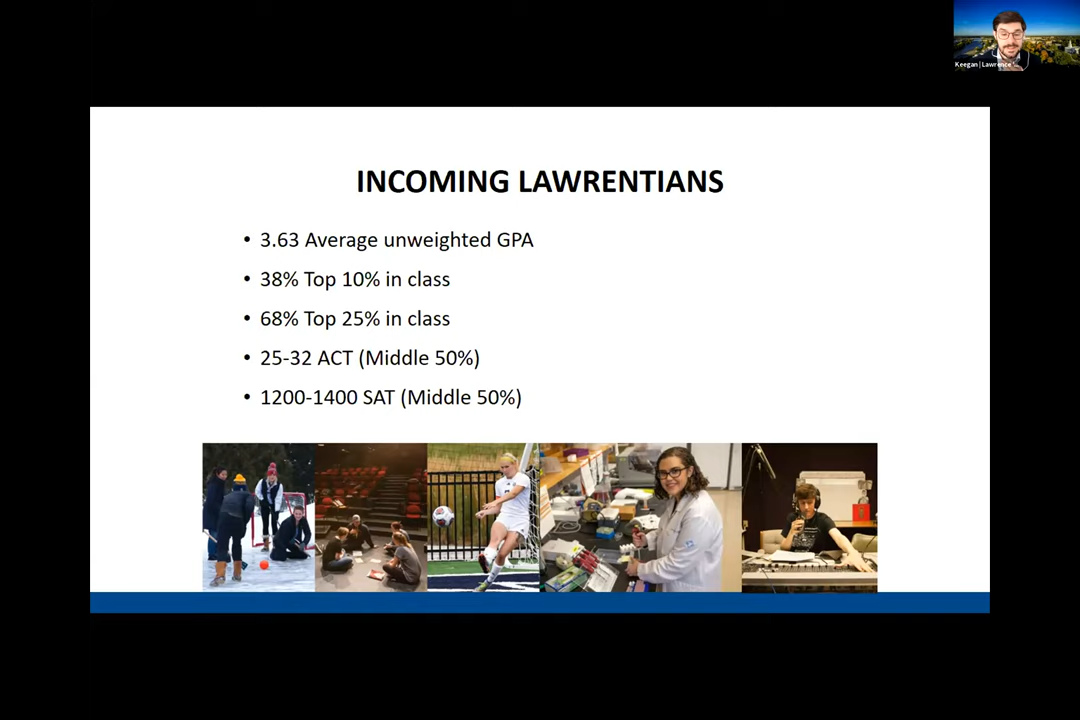 Keegan | Lawrence
INCOMING LAWRENTIANS
• 3.63 Average unweighted GPA
• 38% Top 10% in class
• 68% Top 25% in class
• 25-32 ACT (Middle 50%)
• 1200-1400 SAT (Middle 50%)